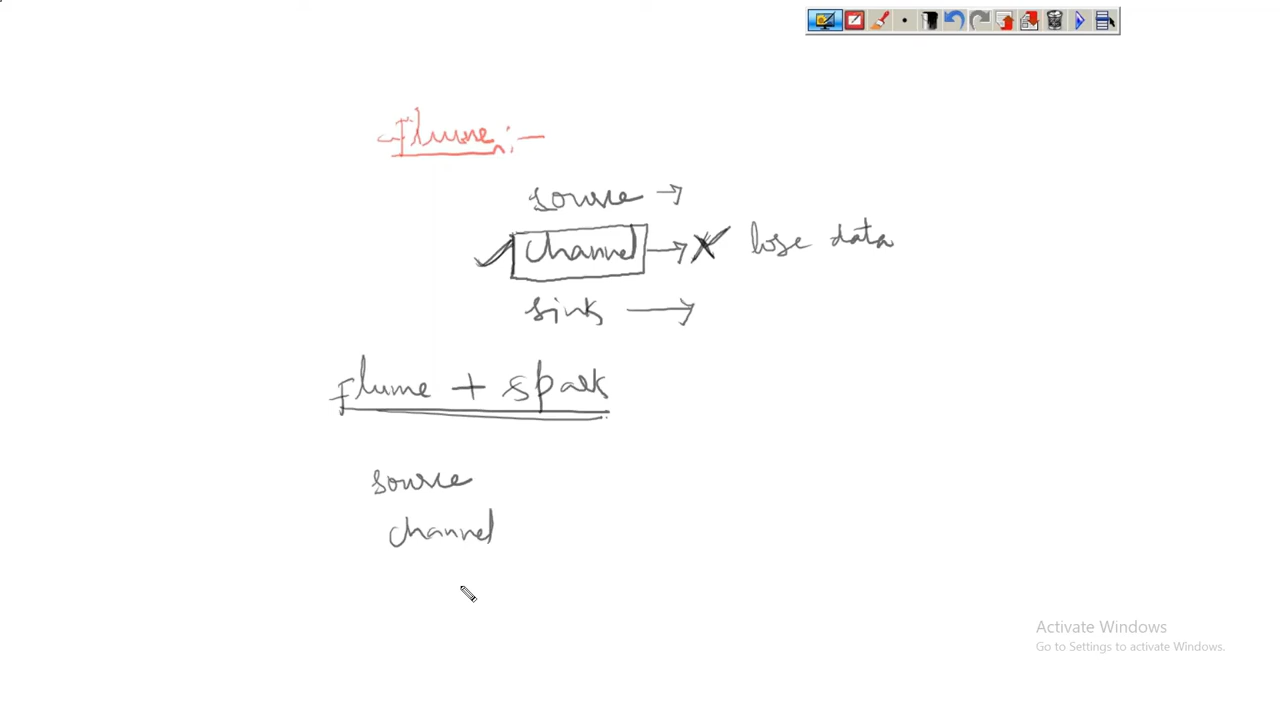 Flume:-
source →
channel → X lose data
sink →
Flume + spark
source
channel
Activate Windows
Go to Settings to activate Windows.